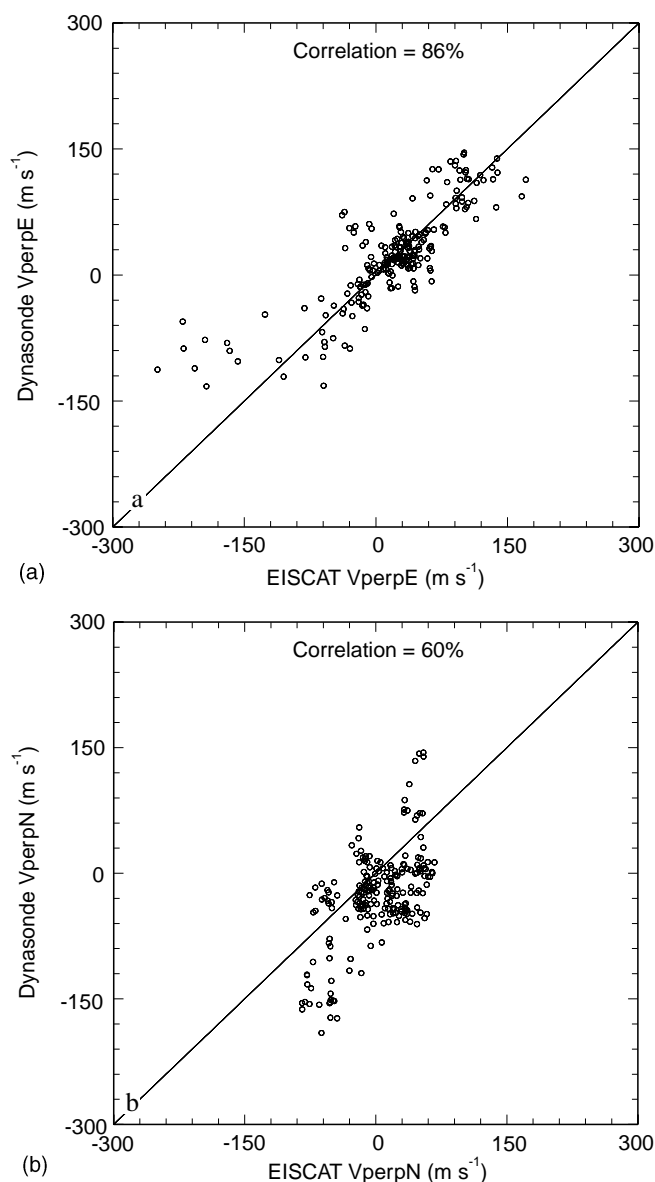 300
Correlation = 86%
150
Dynasonde VperpE (m s⁻¹)
0
-150
a
-300
-300 -150 0 150 300
(a)
EISCAT VperpE (m s⁻¹)
300
Correlation = 60%
150
Dynasonde VperpN (m s⁻¹)
0
-150
b
-300
-300 -150 0 150 300
(b)
EISCAT VperpN (m s⁻¹)